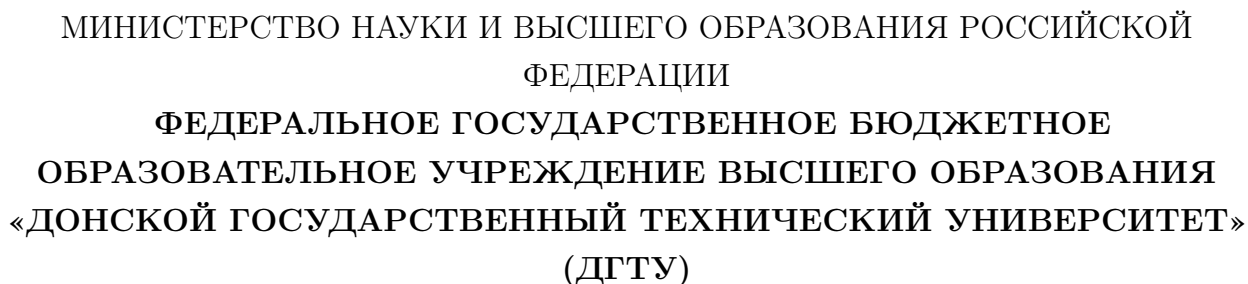 МИНИСТЕРСТВО НАУКИ И ВЫСШЕГО ОБРАЗОВАНИЯ РОССИЙСКОЙ
ФЕДЕРАЦИИ
ФЕДЕРАЛЬНОЕ ГОСУДАРСТВЕННОЕ БЮДЖЕТНОЕ
ОБРАЗОВАТЕЛЬНОЕ УЧРЕЖДЕНИЕ ВЫСШЕГО ОБРАЗОВАНИЯ
«ДОНСКОЙ ГОСУДАРСТВЕННЫЙ ТЕХНИЧЕСКИЙ УНИВЕРСИТЕТ»
(ДГТУ)